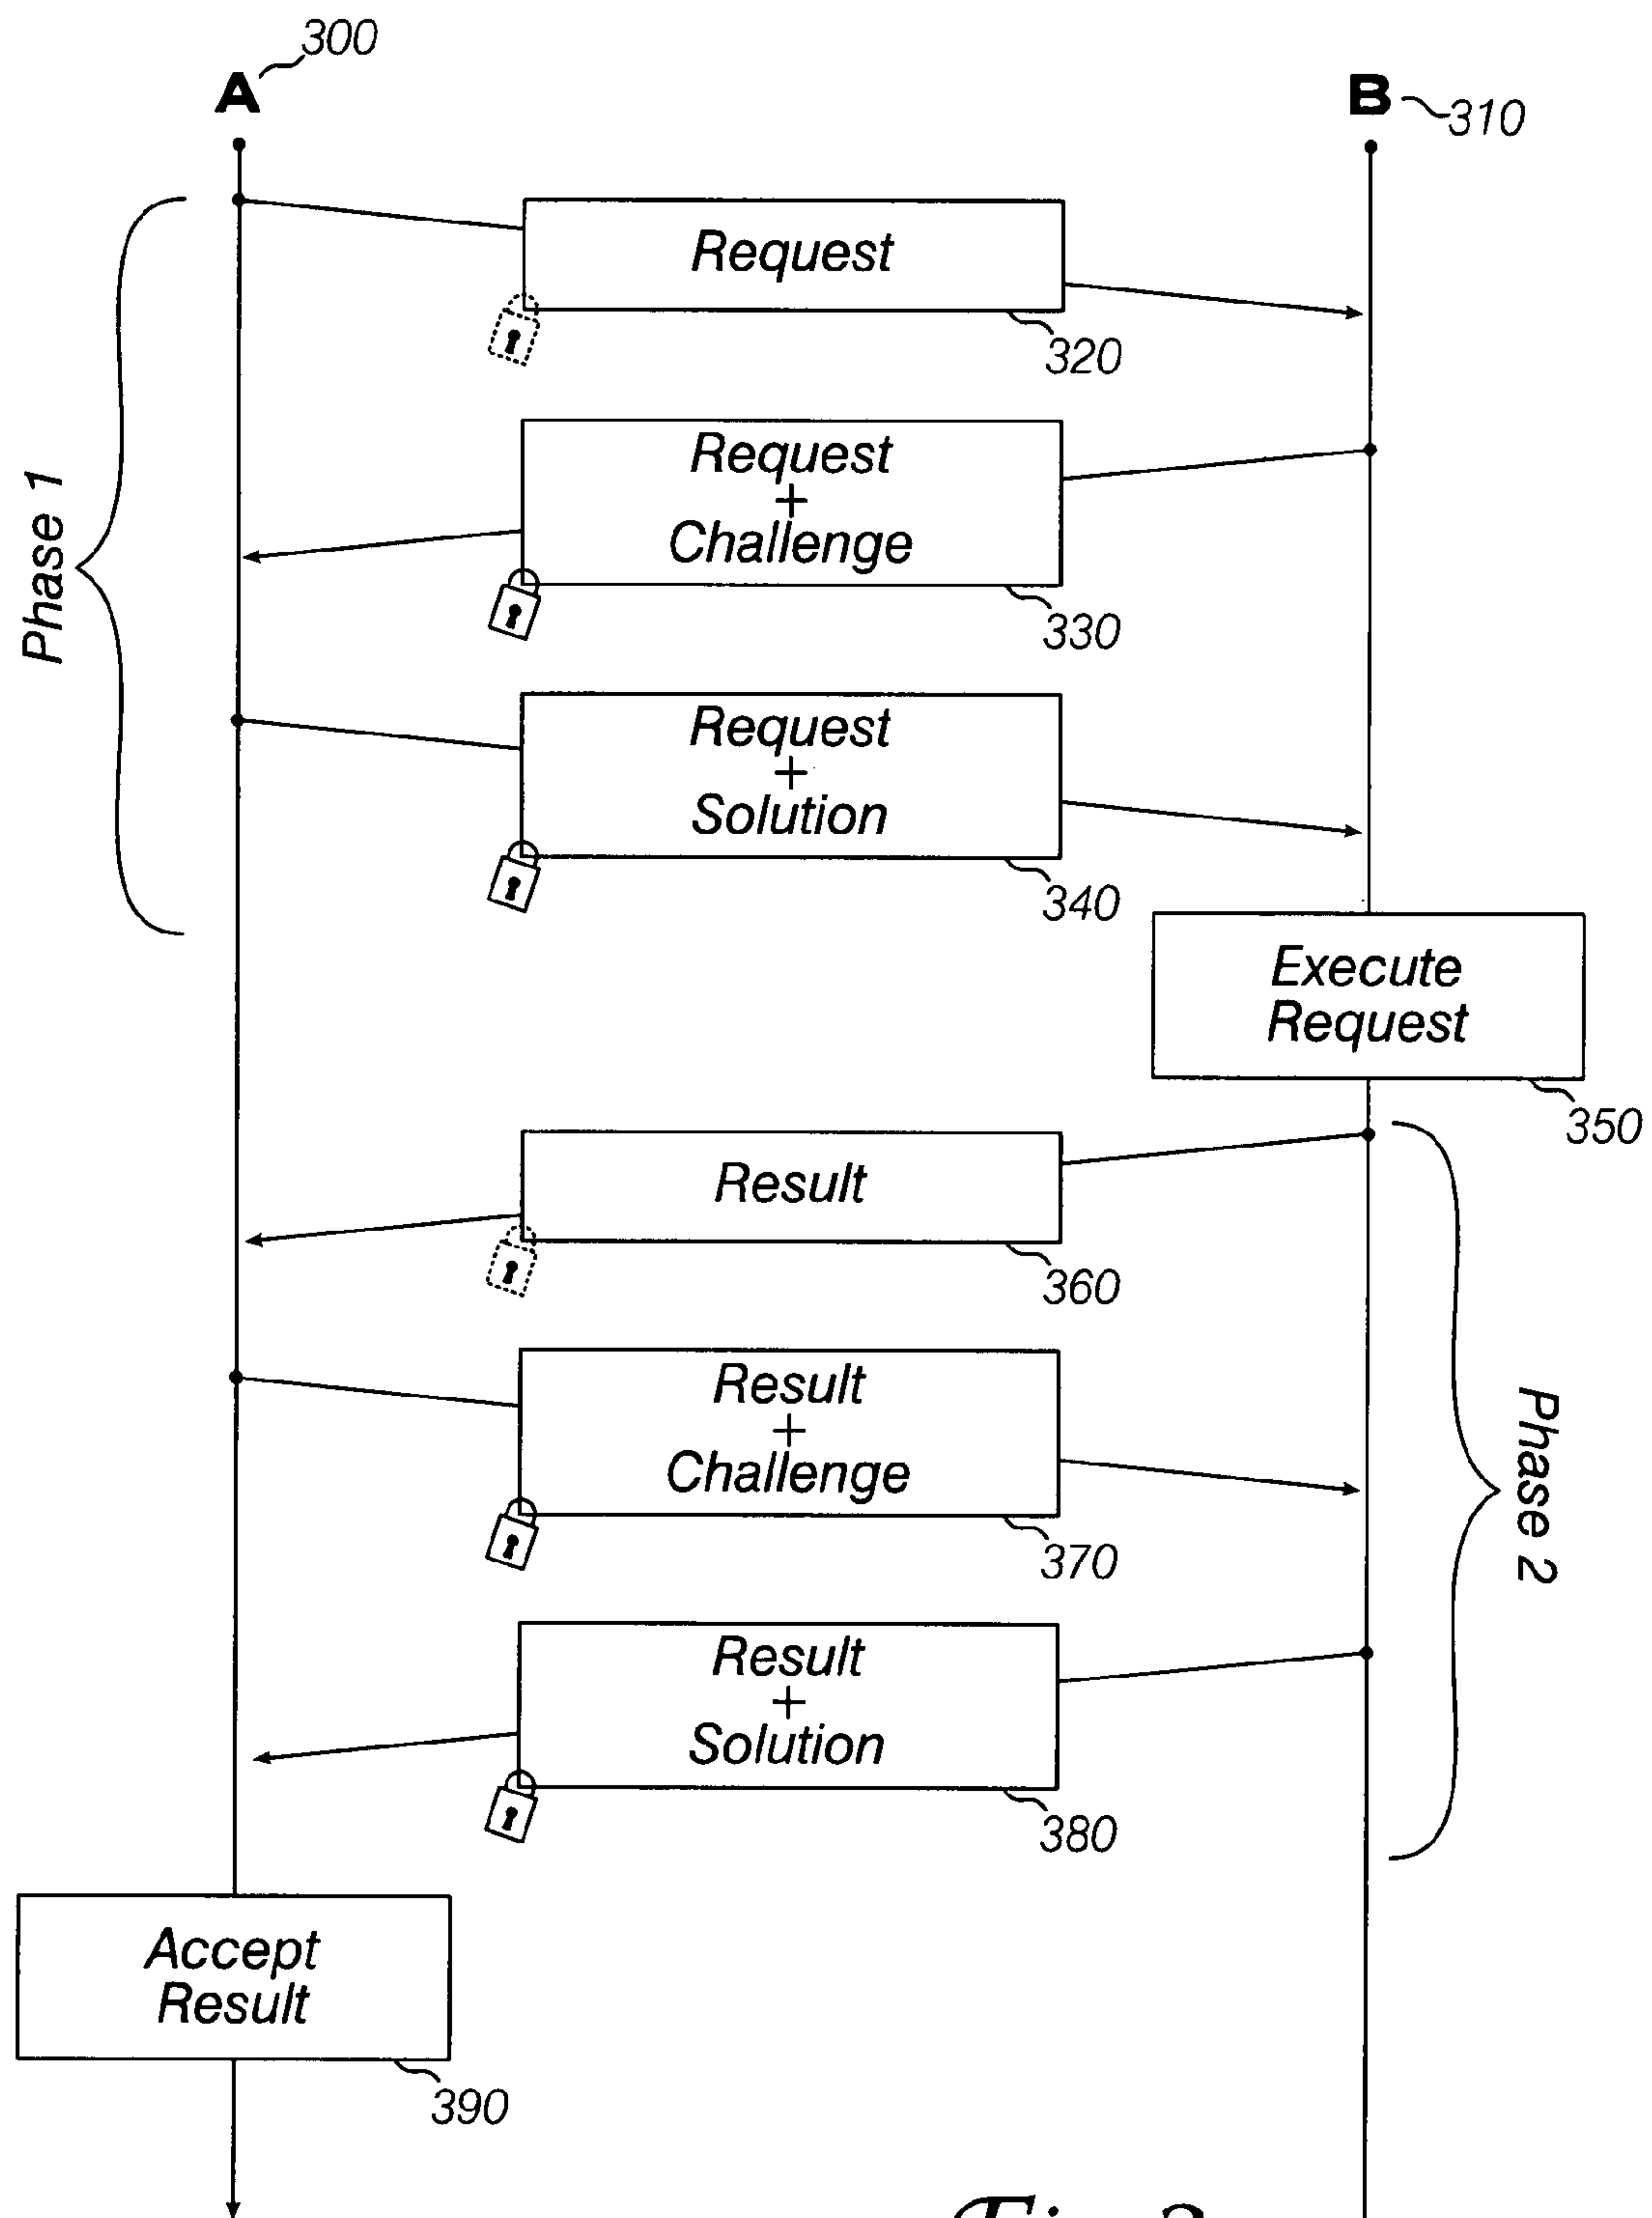 300
A
B
310
Request
320
Phase 1
Request
+
Challenge
330
Request
+
Solution
340
Execute
Request
350
Result
360
Result
+
Challenge
370
Phase 2
Result
+
Solution
380
Accept
Result
390